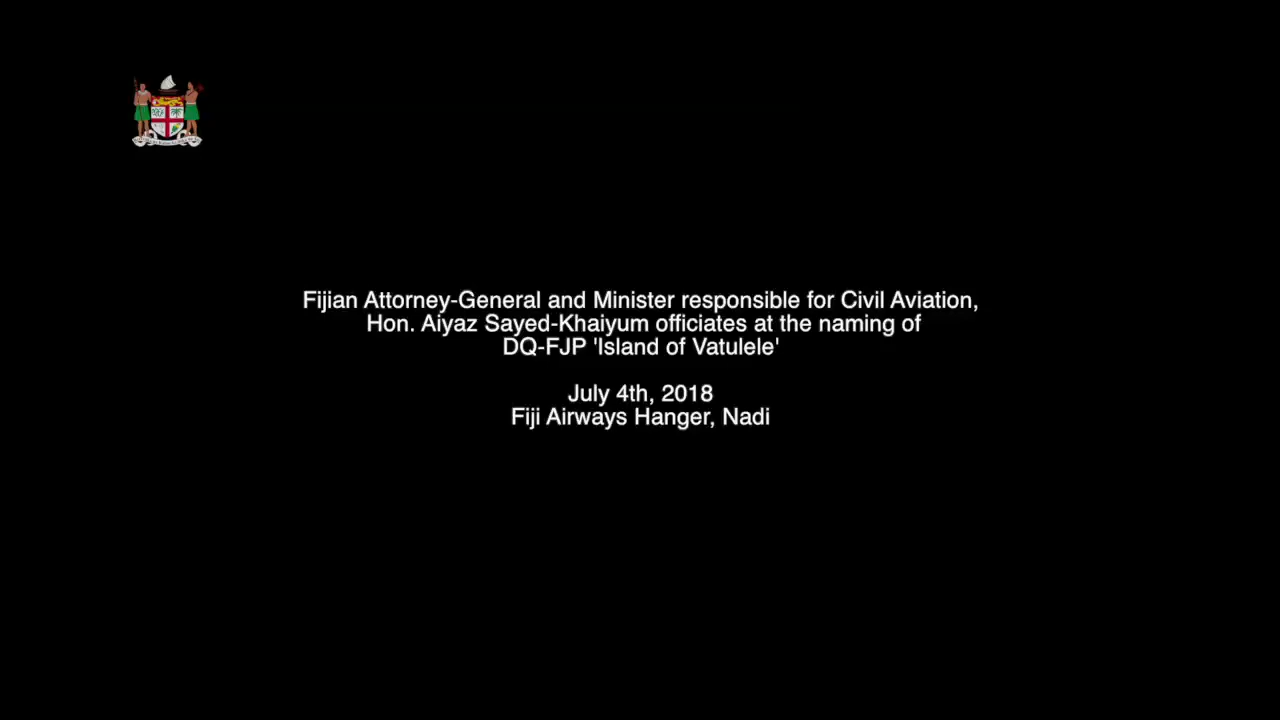 Fijian Attorney-General and Minister responsible for Civil Aviation,
Hon. Aiyaz Sayed-Khaiyum officiates at the naming of
DQ-FJP 'Island of Vatulele'
July 4th, 2018
Fiji Airways Hanger, Nadi